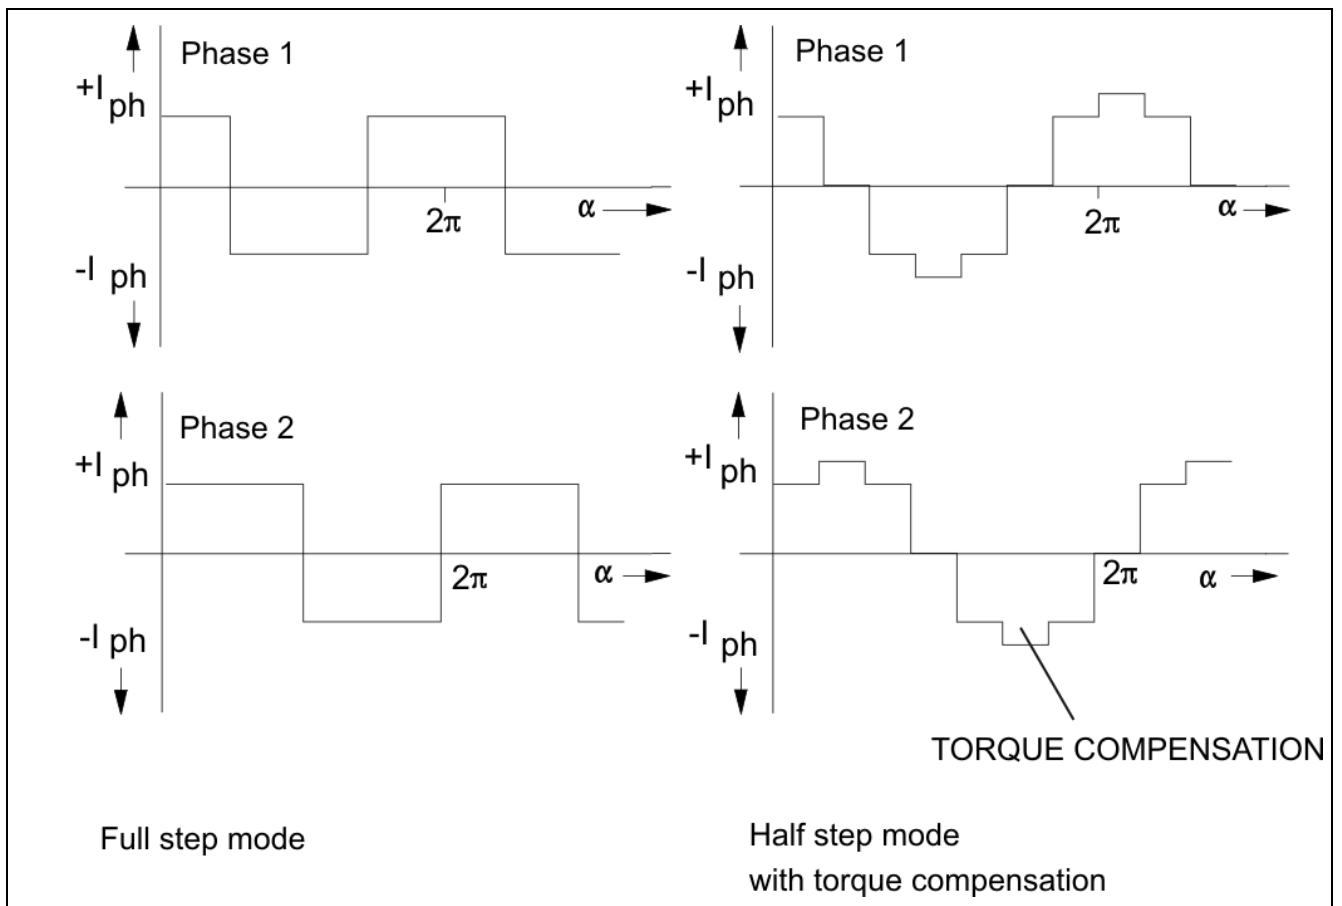 Phase 1
+I ph
2π
α
-I ph
Phase 1
+I ph
2π
α
-I ph
Phase 2
+I ph
2π
α
-I ph
Phase 2
+I ph
2π
α
-I ph
TORQUE COMPENSATION
Full step mode
Half step mode
with torque compensation